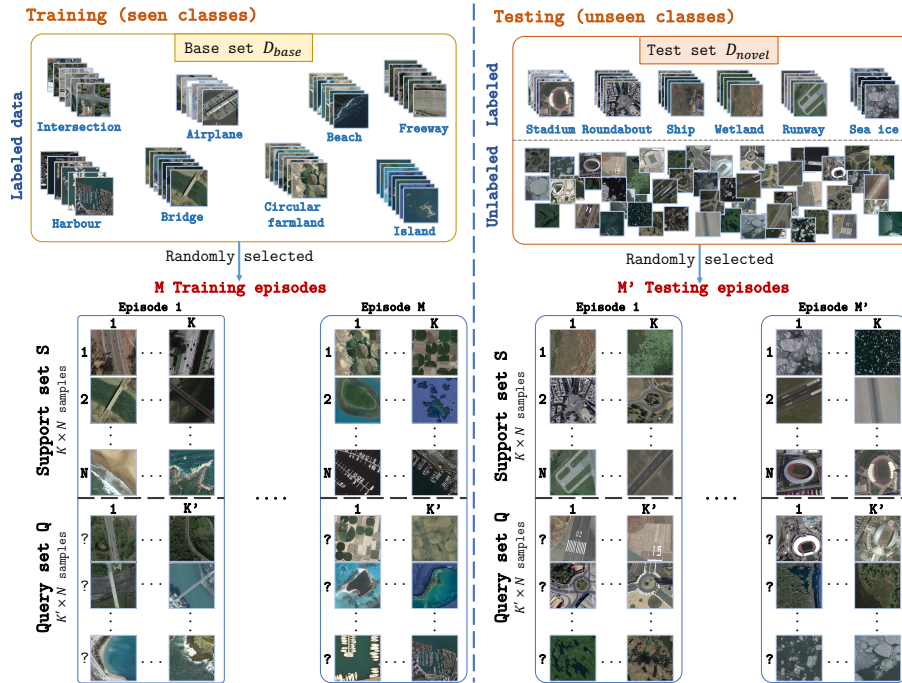 Training (seen classes)
Base set D_base
Labeled data
Intersection
Airplane
Beach
Freeway
Harbour
Bridge
Circular
farmland
Island
Randomly selected
M Training episodes
Episode 1
Episode M
Support set S
K × N samples
1
K
1
K
1
1
2
2
N
N
Query set Q
K' × N samples
1
K'
1
K'
?
?
?
?
?
?
Testing (unseen classes)
Test set D_novel
Labeled
Stadium
Roundabout
Ship
Wetland
Runway
Sea ice
Unlabeled
Randomly selected
M' Testing episodes
Episode 1
Episode M'
Support set S
K × N samples
1
K
1
K
1
1
2
2
N
N
Query set Q
K' × N samples
1
K'
1
K'
?
?
?
?
?
?